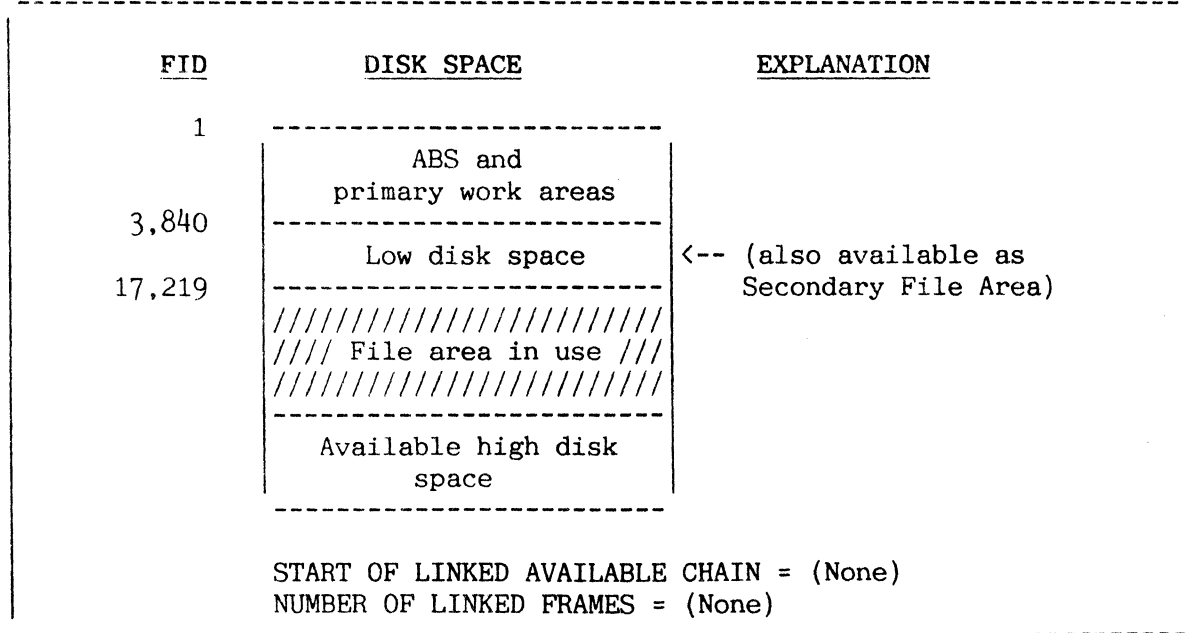 FID DISK SPACE EXPLANATION
1
ABS and
primary work areas
3,840
Low disk space <-- (also available as
17,219 Secondary File Area)
/////////////////////////
//// File area in use ///
/////////////////////////
Available high disk
space
START OF LINKED AVAILABLE CHAIN = (None)
NUMBER OF LINKED FRAMES = (None)